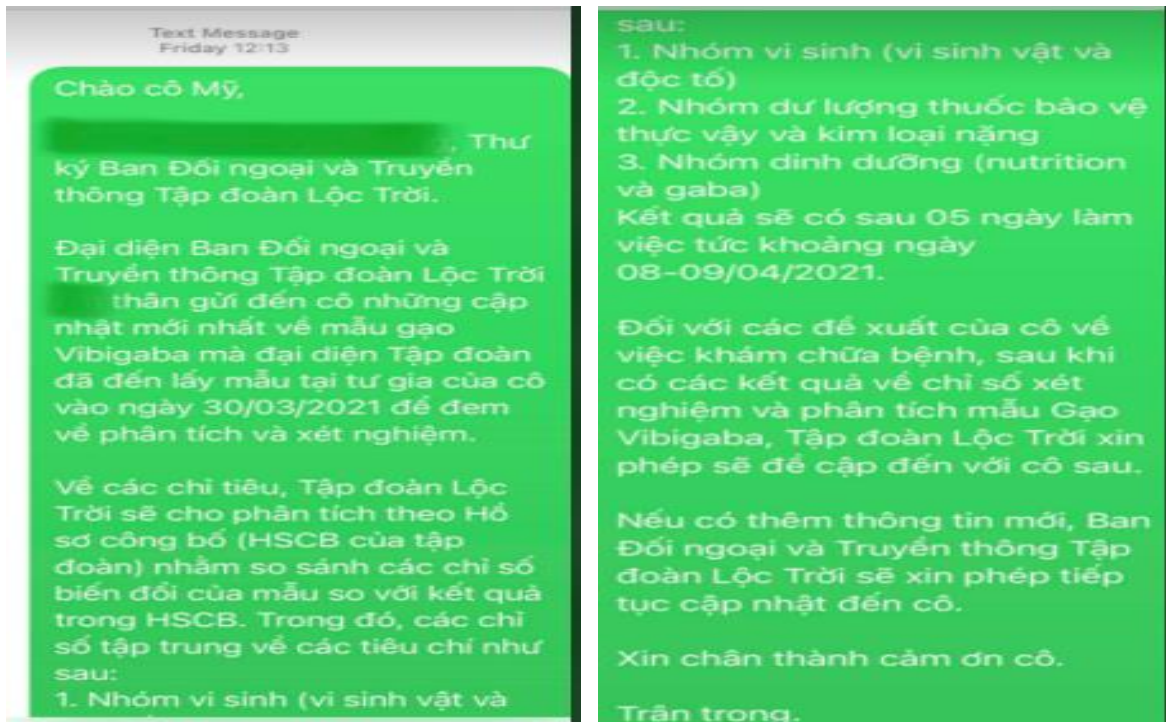 Text Message
Friday 12:13
Chào cô Mỹ,
, Thư
ký Ban Đối ngoại và Truyền
thông Tập đoàn Lộc Trời.
Đại diện Ban Đối ngoại và
Truyền thông Tập đoàn Lộc Trời
thân gửi đến cô những cập
nhật mới nhất về mẫu gạo
Vibigaba mà đại diện Tập đoàn
đã đến lấy mẫu tại tư gia của cô
vào ngày 30/03/2021 để đem
về phân tích và xét nghiệm.
Về các chỉ tiêu, Tập đoàn Lộc
Trời sẽ cho phân tích theo Hồ
sơ công bố (HSCB của tập
đoàn) nhằm so sánh các chỉ số
biến đổi của mẫu so với kết quả
trong HSCB. Trong đó, các chỉ
số tập trung về các tiêu chí như
sau:
1. Nhóm vi sinh (vi sinh vật và
sau:
1. Nhóm vi sinh (vi sinh vật và
độc tố)
2. Nhóm dư lượng thuốc bảo vệ
thực vậy và kim loại nặng
3. Nhóm dinh dưỡng (nutrition
và gaba)
Kết quả sẽ có sau 05 ngày làm
việc tức khoảng ngày
08-09/04/2021.
Đối với các đề xuất của cô về
việc khám chữa bệnh, sau khi
có các kết quả về chỉ số xét
nghiệm và phân tích mẫu Gạo
Vibigaba, Tập đoàn Lộc Trời xin
phép sẽ đề cập đến với cô sau.
Nếu có thêm thông tin mới, Ban
Đối ngoại và Truyền thông Tập
đoàn Lộc Trời sẽ xin phép tiếp
tục cập nhật đến cô.
Xin chân thành cảm ơn cô.
Trân trọng.